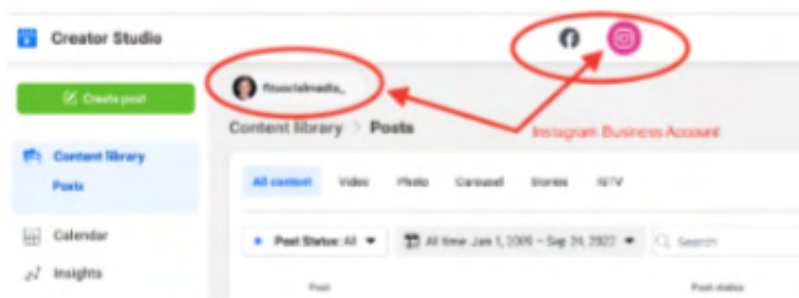 Creator Studio
Create post
Content library > Posts
Instagram Business Account
Content library
Posts
All content Video Photo Carousel Stories IGTV
Calendar
Post Status: All All time: Jan 1, 2009 – Sep 24, 2022 Search
Insights
Post Post status